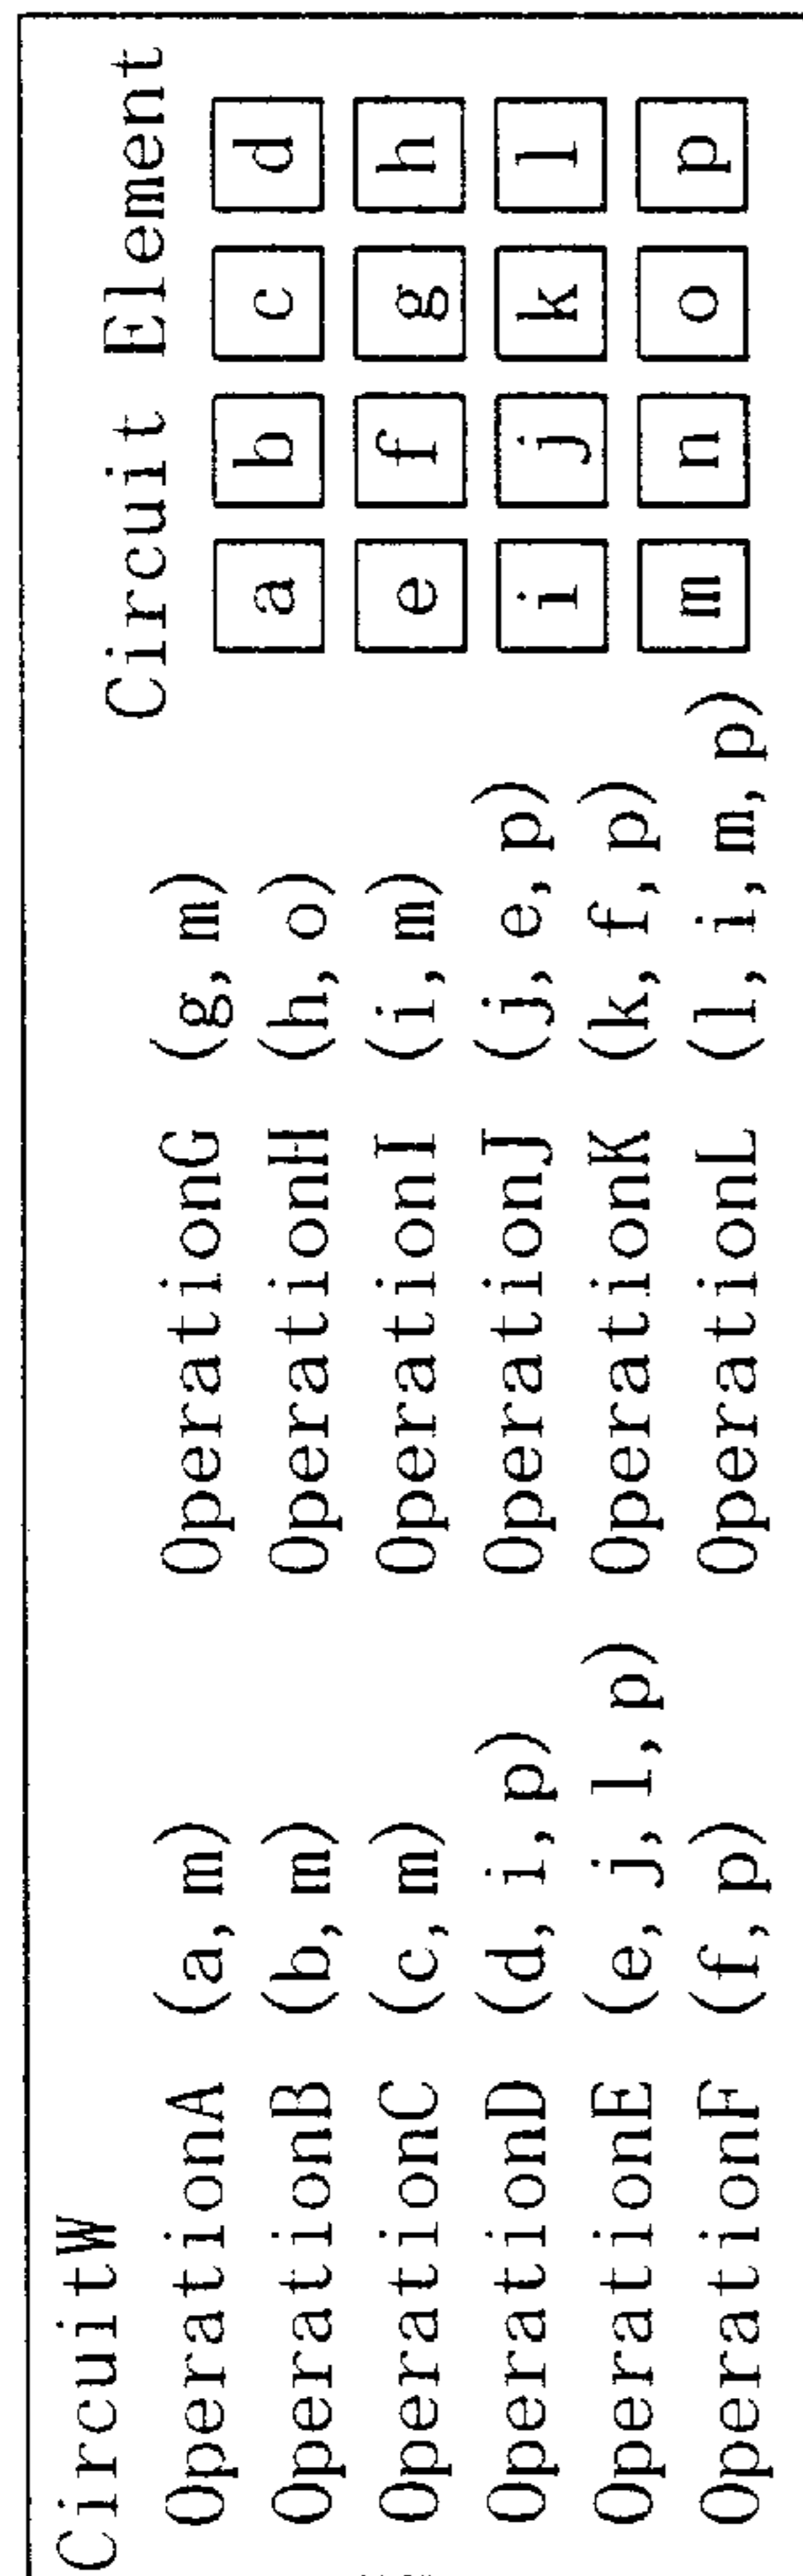 CircuitW
Circuit Element
OperationA (a, m) OperationG (g, m) a b c d
OperationB (b, m) OperationH (h, o) e f g h
OperationC (c, m) OperationI (i, m) i j k l
OperationD (d, i, p) OperationJ (j, e, p) m n o p
OperationE (e, j, l, p) OperationK (k, f, p)
OperationF (f, p) OperationL (l, i, m, p)